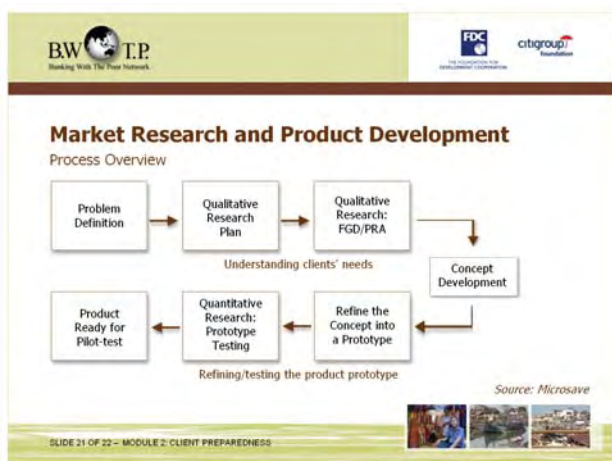 B.W T.P.
Banking With The Poor Network
FDC
THE FOUNDATION FOR
DEVELOPMENT COOPERATION
citigroup
foundation
Market Research and Product Development
Process Overview
Problem
Definition
Qualitative
Research
Plan
Qualitative
Research:
FGD/PRA
Understanding clients' needs
Concept
Development
Product
Ready for
Pilot-test
Quantitative
Research:
Prototype
Testing
Refine the
Concept into
a Prototype
Refining/testing the product prototype
Source: Microsave
SLIDE 21 OF 22 – MODULE 2: CLIENT PREPAREDNESS